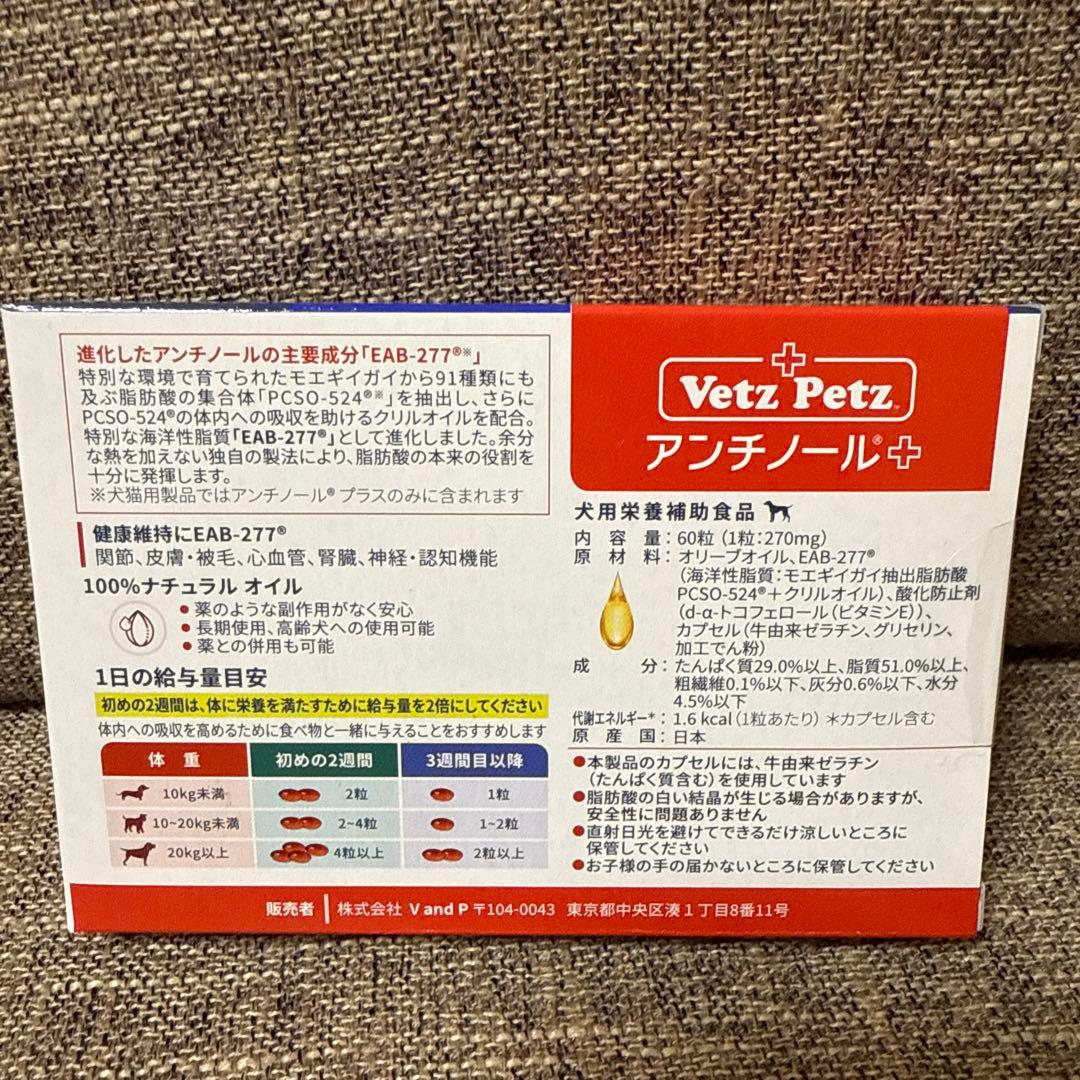 進化したアンチノールの主要成分「EAB-277®※」
特別な環境で育てられたモエギイガイから91種類にも
及ぶ脂肪酸の集合体「PCSO-524®※」を抽出し、さらに
PCSO-524®の体内への吸収を助けるクリルオイルを配合。
特別な海洋性脂質「EAB-277®」として進化しました。余分
な熱を加えない独自の製法により、脂肪酸の本来の役割を
十分に発揮します。
※犬猫用製品ではアンチノール® プラスのみに含まれます
健康維持にEAB-277®
関節、皮膚・被毛、心血管、腎臓、神経・認知機能
100%ナチュラル オイル
● 薬のような副作用がなく安心
● 長期使用、高齢犬への使用可能
● 薬との併用も可能
1日の給与量目安
初めの2週間は、体に栄養を満たすために給与量を2倍にしてください
体内への吸収を高めるために食べ物と一緒に与えることをおすすめします
体 重 初めの2週間 3週間目以降
10kg未満 2粒 1粒
10~20kg未満 2~4粒 1~2粒
20kg以上 4粒以上 2粒以上
Vetz Petz™
アンチノール®+
犬用栄養補助食品
内 容 量：60粒（1粒：270mg）
原 材 料：オリーブオイル、EAB-277®
（海洋性脂質：モエギイガイ抽出脂肪酸
PCSO-524®＋クリルオイル）、酸化防止剤
（d-α-トコフェロール（ビタミンE））、
カプセル（牛由来ゼラチン、グリセリン、
加工でん粉）
成 分：たんぱく質29.0%以上、脂質51.0%以上、
粗繊維0.1%以下、灰分0.6%以下、水分
4.5%以下
代謝エネルギー*：1.6 kcal（1粒あたり）＊カプセル含む
原 産 国：日本
●本製品のカプセルには、牛由来ゼラチン
（たんぱく質含む）を使用しています
●脂肪酸の白い結晶が生じる場合がありますが、
安全性に問題ありません
●直射日光を避けてできるだけ涼しいところに
保管してください
●お子様の手の届かないところに保管してください
販売者 株式会社 V and P 〒104-0043 東京都中央区湊1丁目8番11号